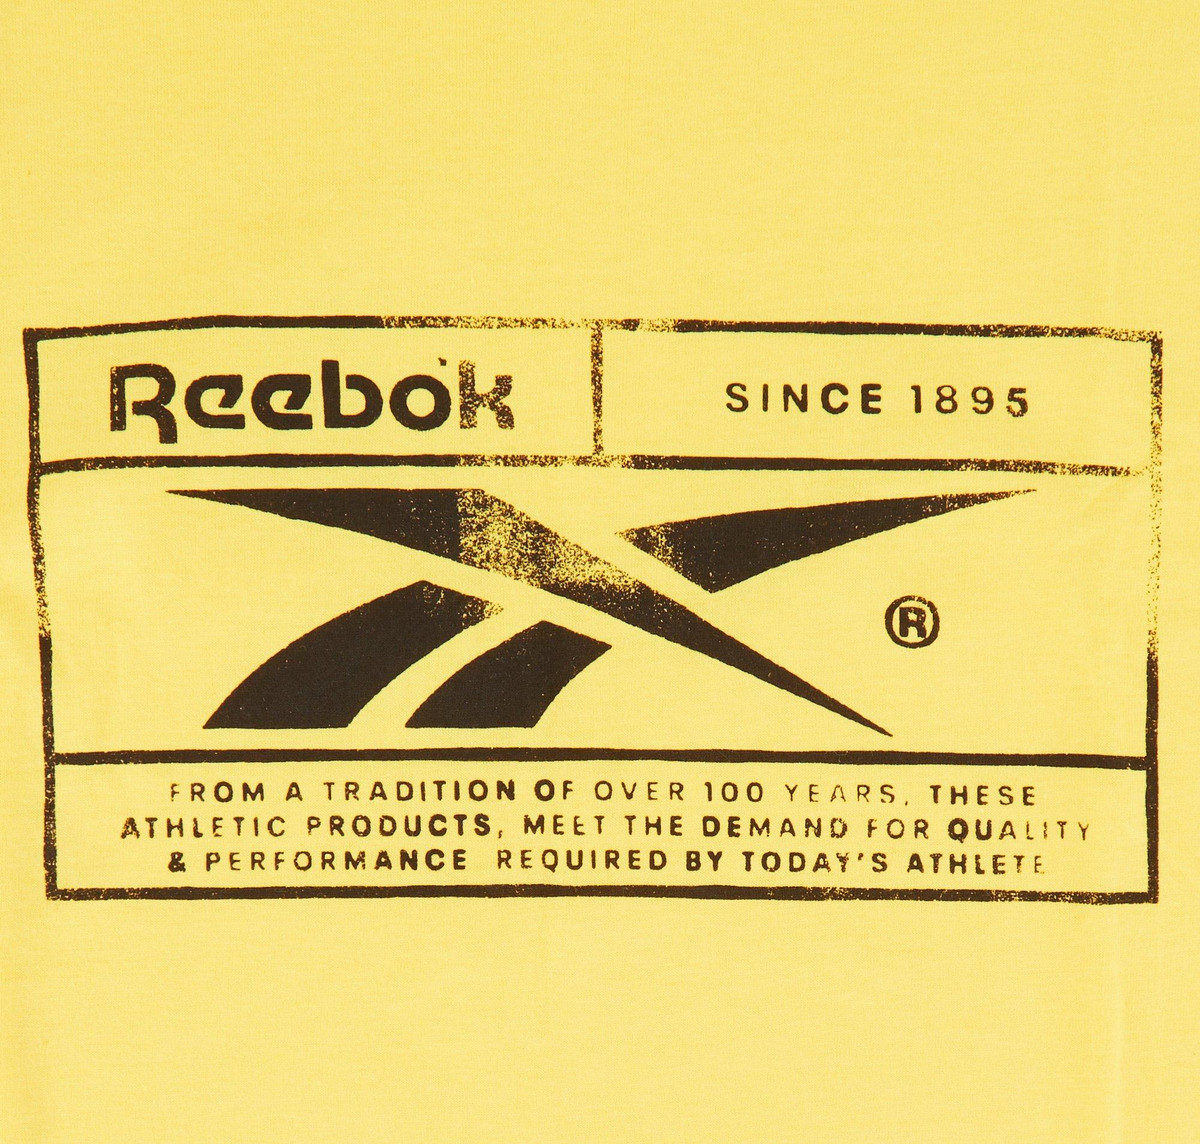 Reebok
SINCE 1895
®
FROM A TRADITION OF OVER 100 YEARS, THESE
ATHLETIC PRODUCTS, MEET THE DEMAND FOR QUALITY
& PERFORMANCE REQUIRED BY TODAY'S ATHLETE